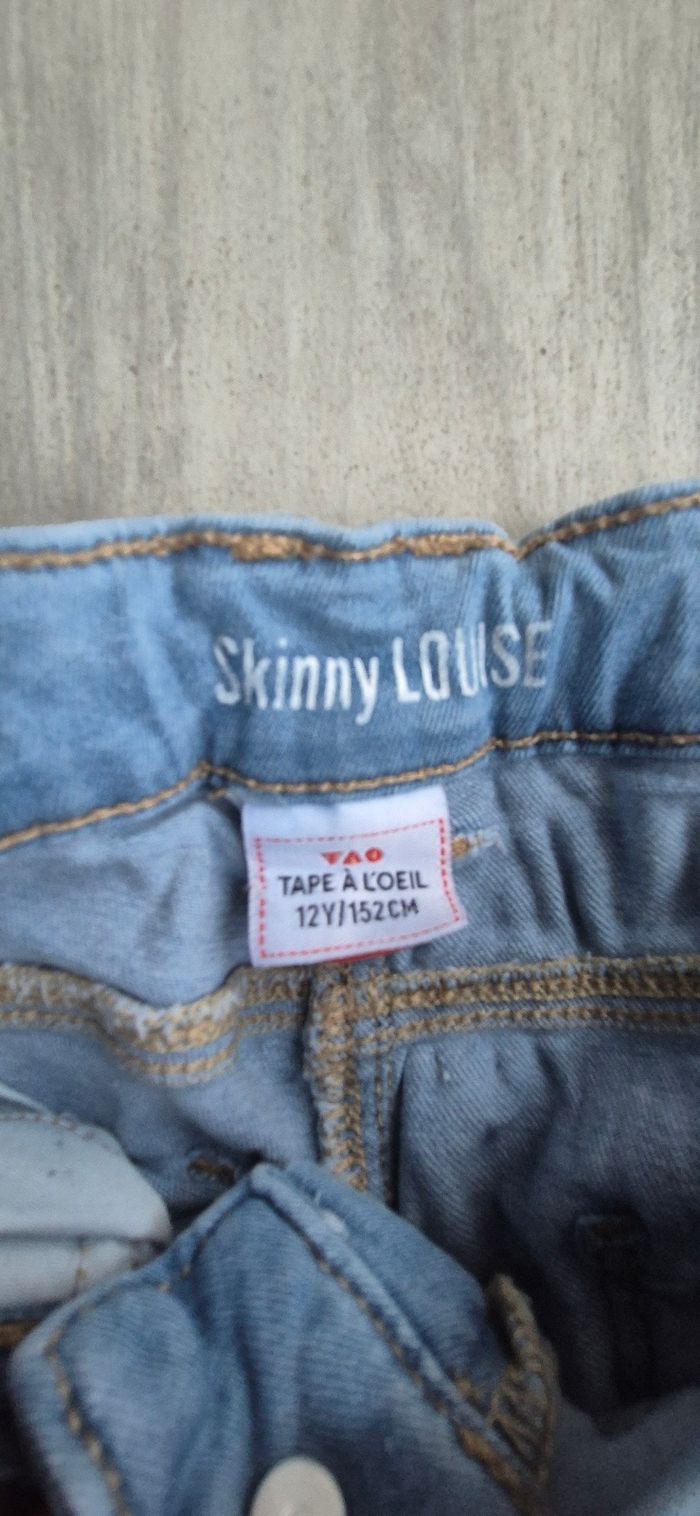 Skinny LOUISE
TAO
TAPE À L'OEIL
12Y/152CM